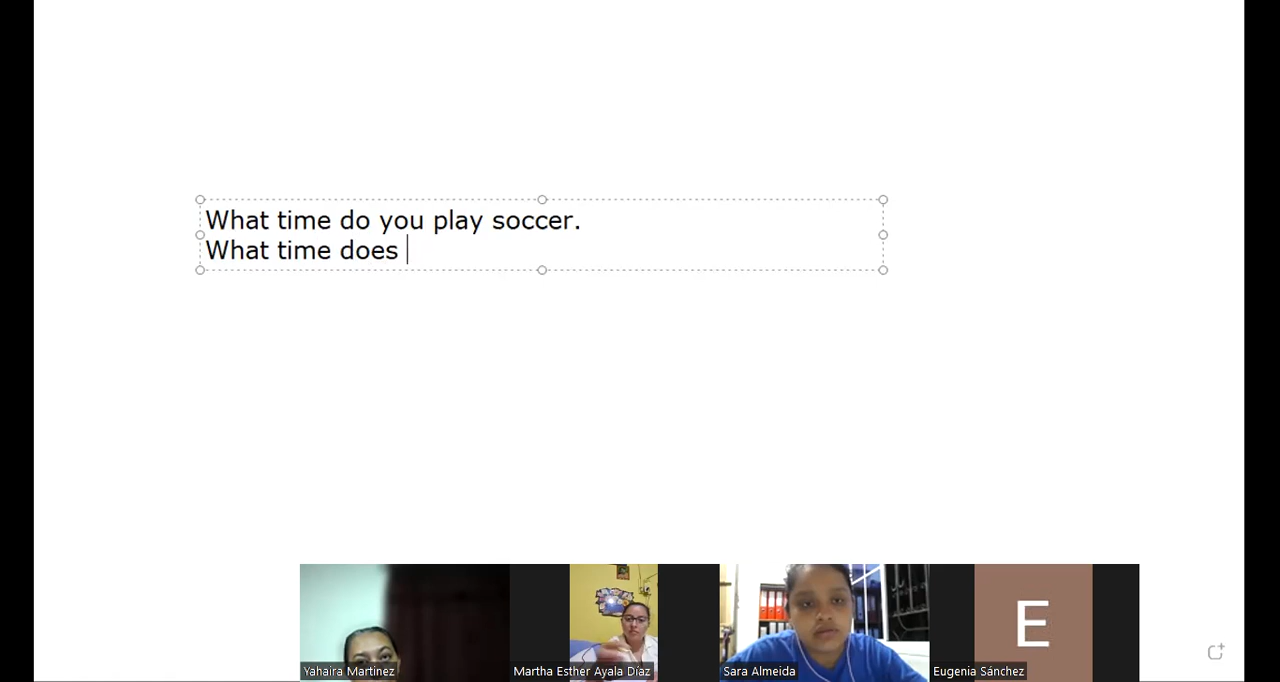 What time do you play soccer.
What time does
Yahaira Martinez
Martha Esther Ayala Díaz
Sara Almeida
Eugenia Sánchez
E